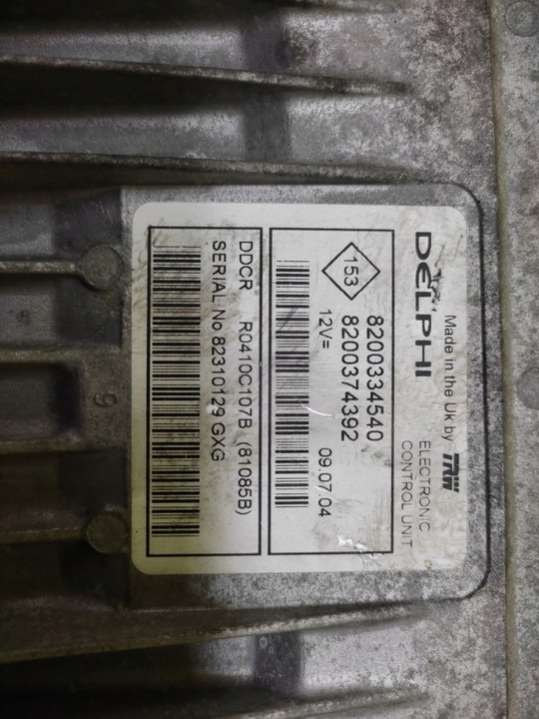 Made in the Uk by TRW
DELPHI
ELECTRONIC
CONTROL UNIT
153
8200334540
8200374392
12V=
09.07.04
DDCR R0410C107B (81085B)
SERIAL No 82310129 GXG